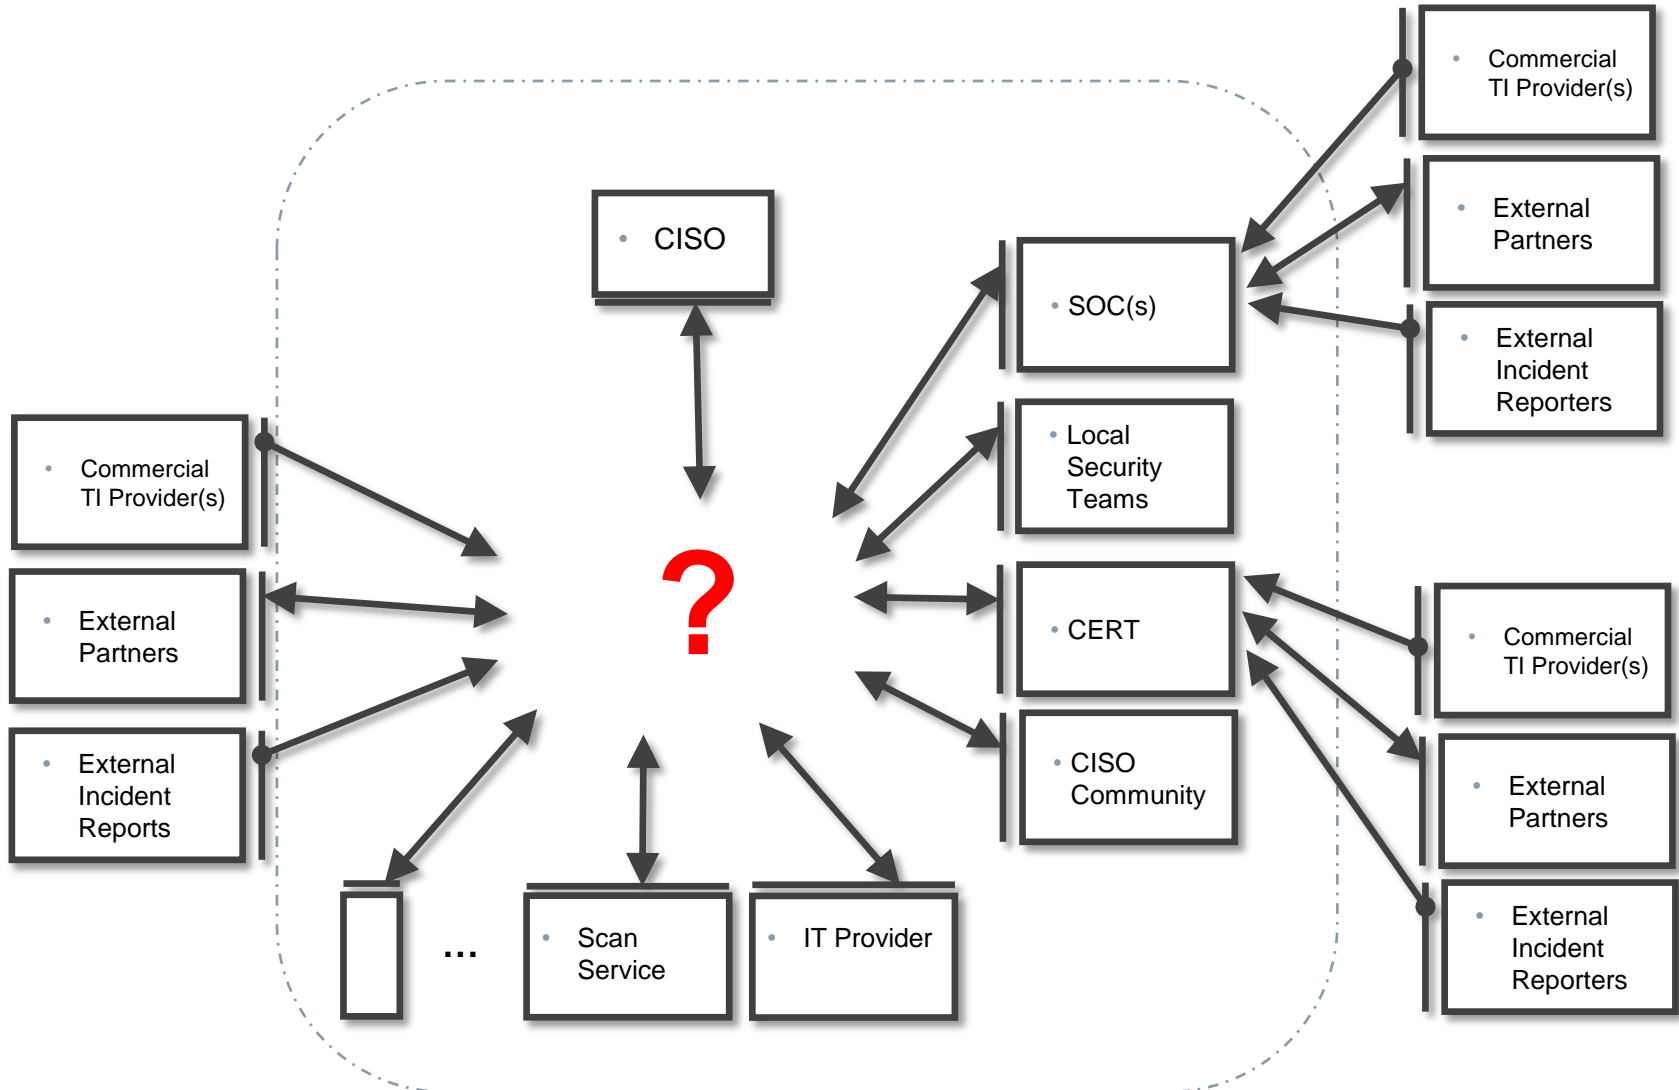 • Commercial
TI Provider(s)
• External
Partners
• External
Incident
Reporters
• CISO
• SOC(s)
• Local
Security
Teams
• CERT
• CISO
Community
• Commercial
TI Provider(s)
• External
Partners
• External
Incident
Reports
?
• Commercial
TI Provider(s)
• External
Partners
• External
Incident
Reporters
...
• Scan
Service
• IT Provider